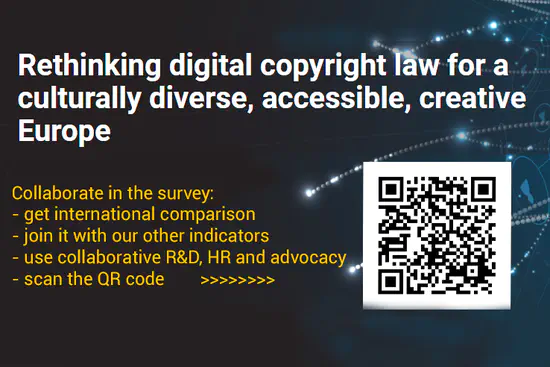 Rethinking digital copyright law for a
culturally diverse, accessible, creative
Europe
Collaborate in the survey:
- get international comparison
- join it with our other indicators
- use collaborative R&D, HR and advocacy
- scan the QR code >>>>>>>>